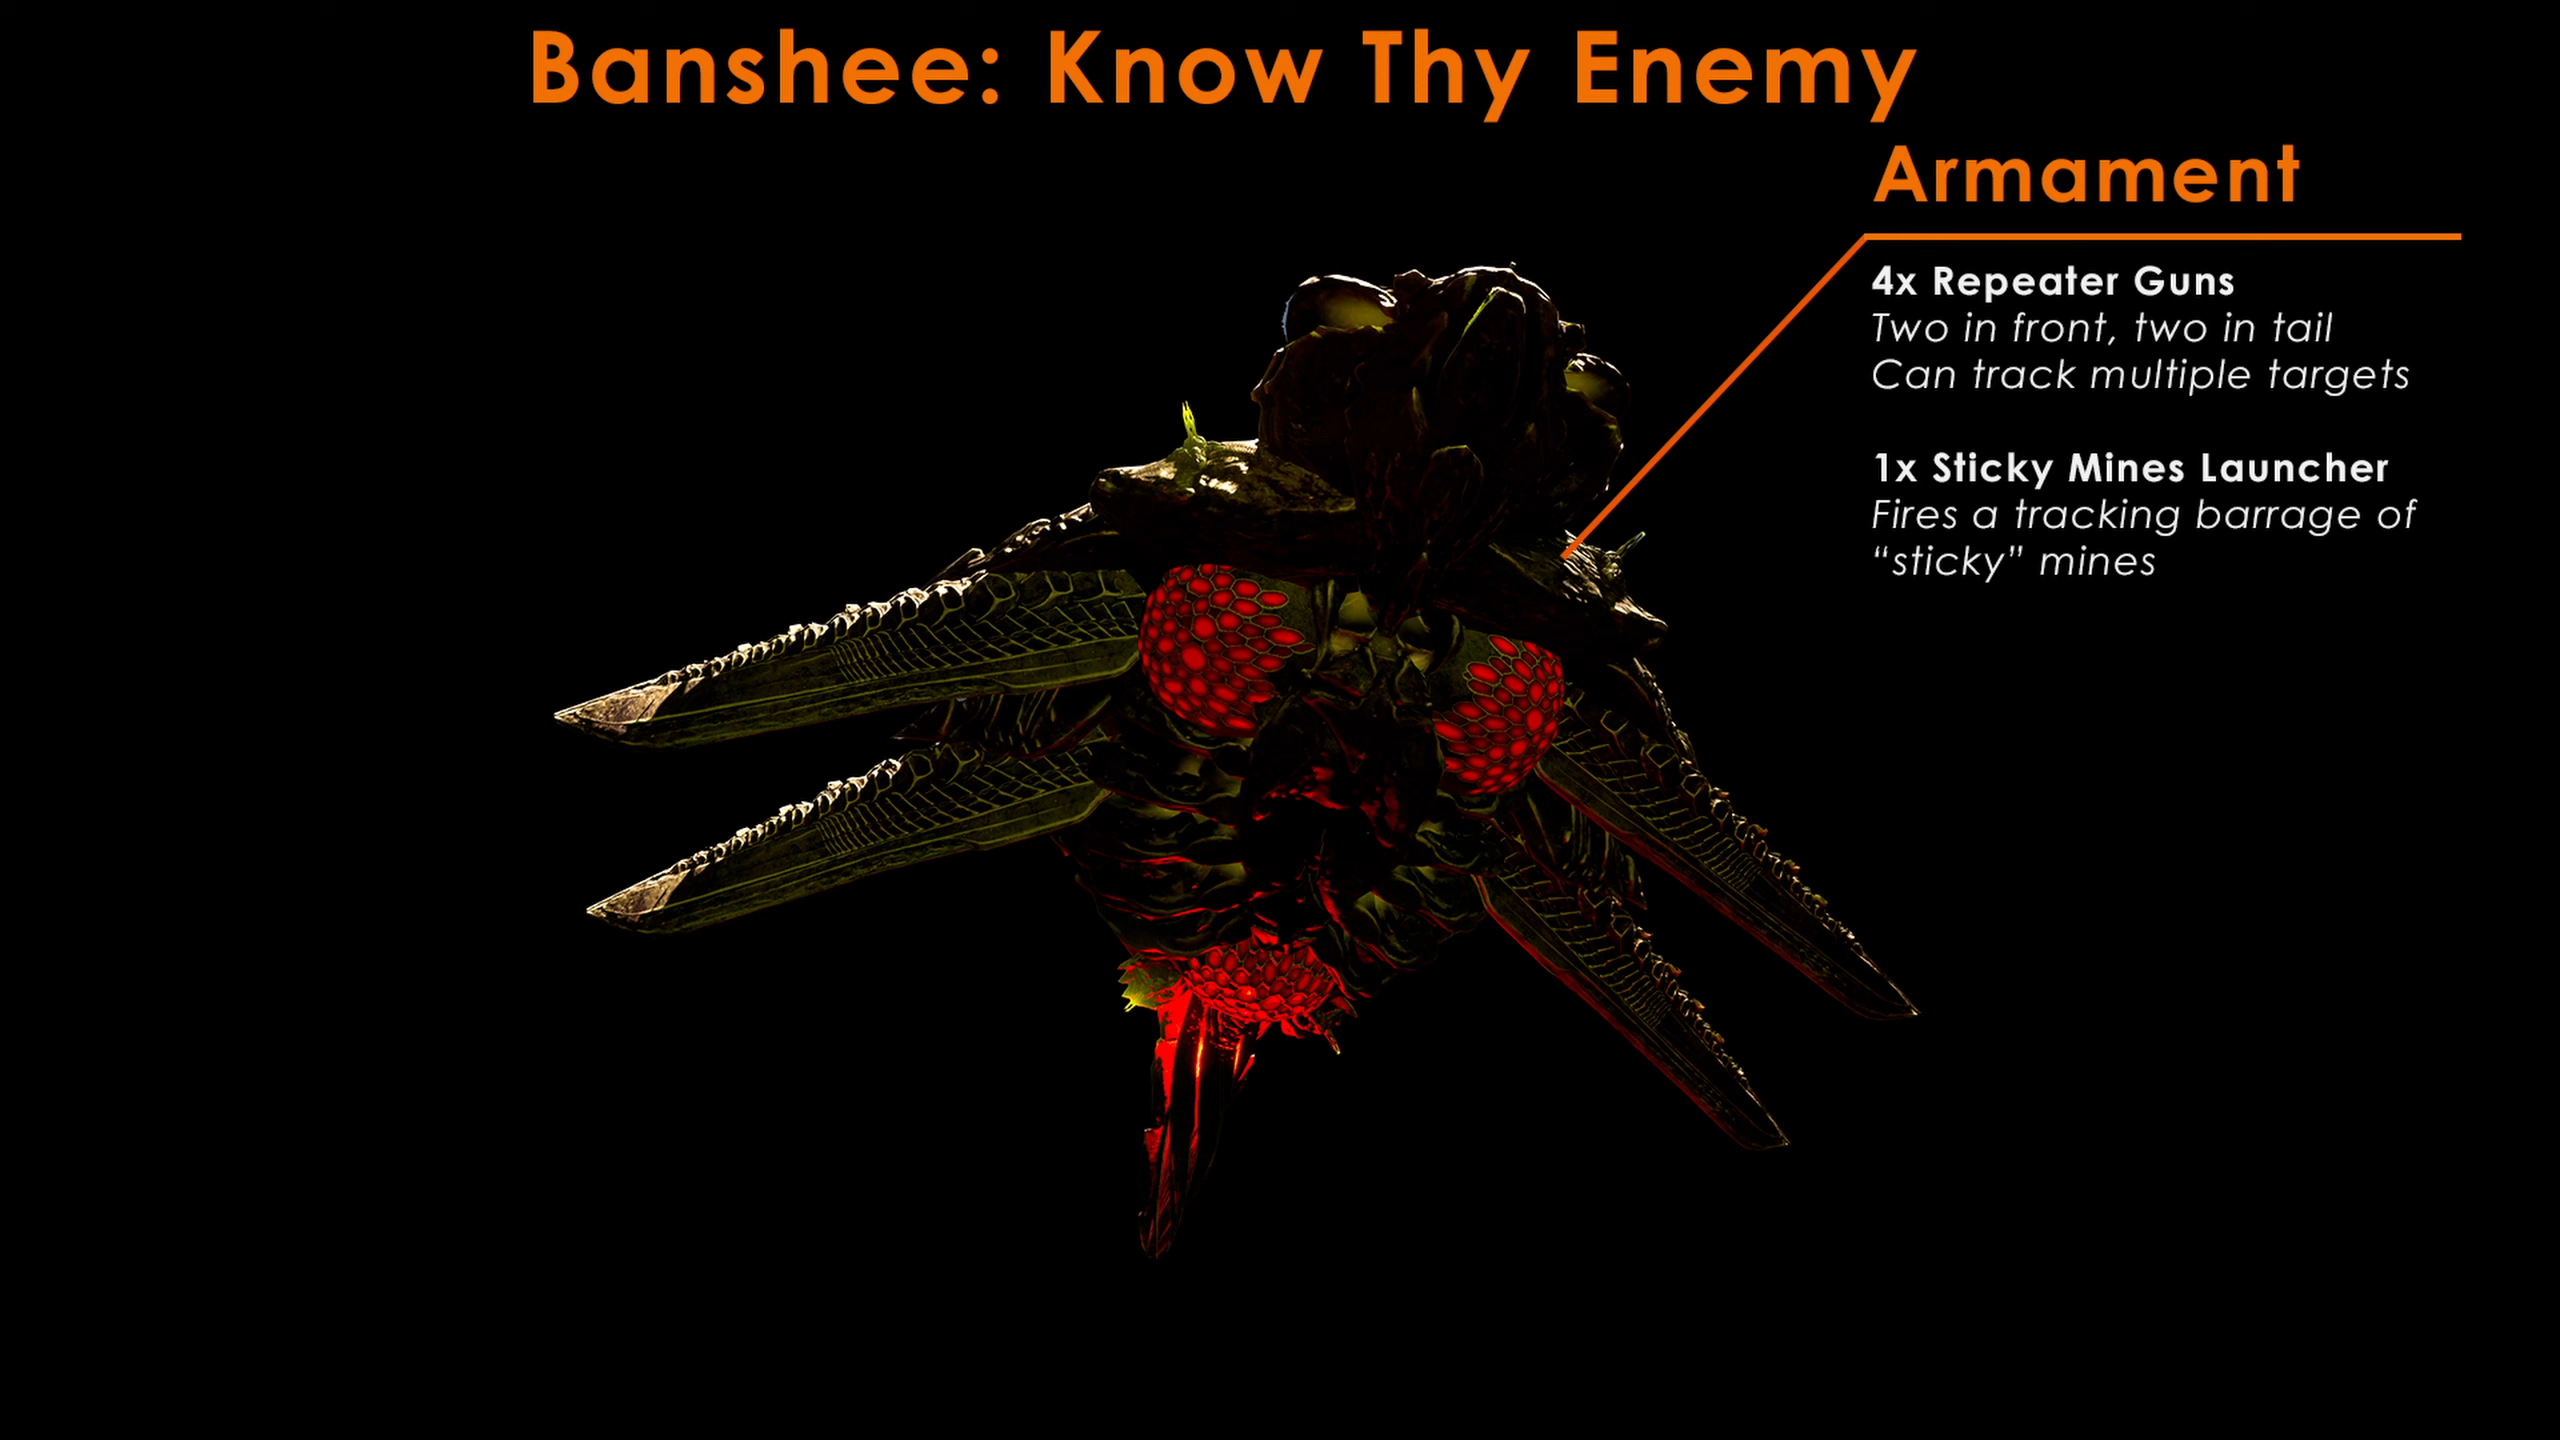 Banshee: Know Thy Enemy
Armament
4x Repeater Guns
Two in front, two in tail
Can track multiple targets
1x Sticky Mines Launcher
Fires a tracking barrage of
“sticky” mines